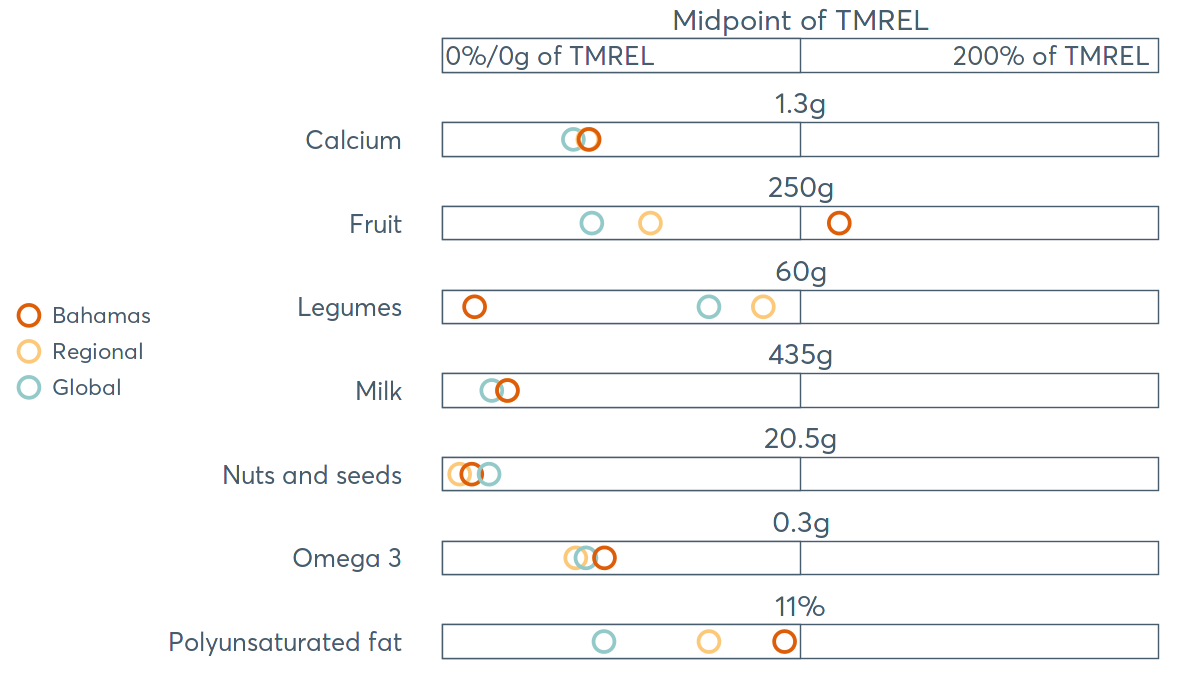 Midpoint of TMREL
0%/0g of TMREL 200% of TMREL
1.3g
Calcium
250g
Fruit
60g
Legumes
Bahamas
Regional
Global
435g
Milk
20.5g
Nuts and seeds
0.3g
Omega 3
11%
Polyunsaturated fat